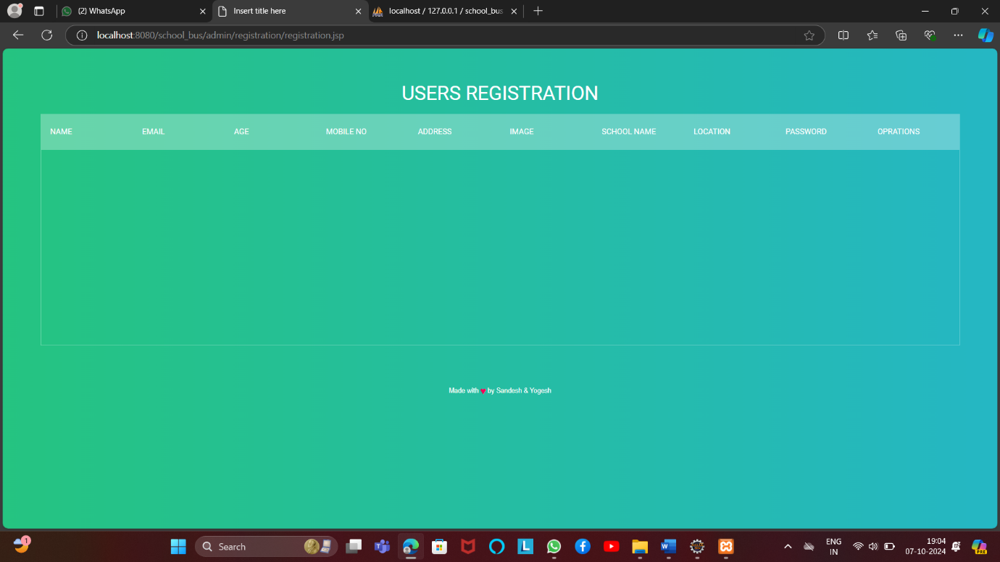 (2) WhatsApp
Insert title here
localhost / 127.0.0.1 / school_bus
localhost:8080/school_bus/admin/registration/registration.jsp
USERS REGISTRATION
NAME EMAIL AGE MOBILE NO ADDRESS IMAGE SCHOOL NAME LOCATION PASSWORD OPRATIONS
Made with ♥ by Sandesh & Yogesh
1
Search
ENG
IN
19:04
07-10-2024
PRE